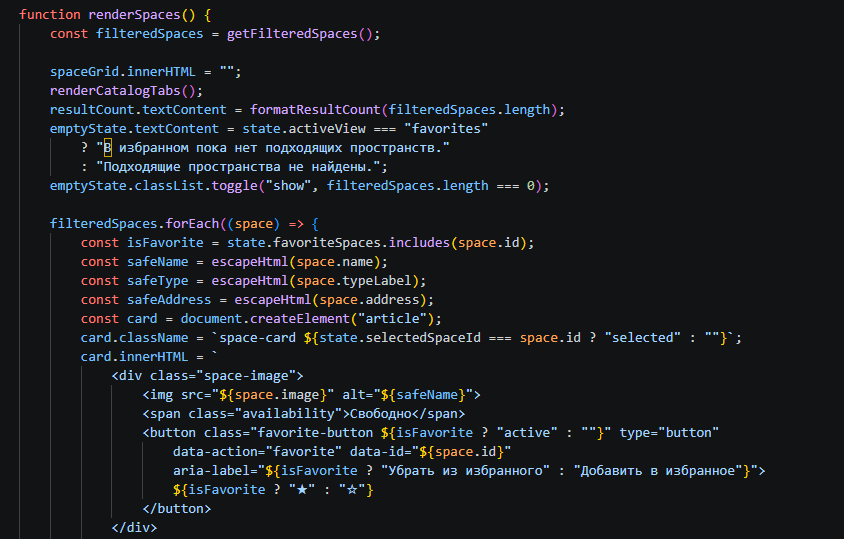 function renderSpaces() {
    const filteredSpaces = getFilteredSpaces();

    spaceGrid.innerHTML = "";
    renderCatalogTabs();
    resultCount.textContent = formatResultCount(filteredSpaces.length);
    emptyState.textContent = state.activeView === "favorites"
        ? "В избранном пока нет подходящих пространств."
        : "Подходящие пространства не найдены.";
    emptyState.classList.toggle("show", filteredSpaces.length === 0);

    filteredSpaces.forEach((space) => {
        const isFavorite = state.favoriteSpaces.includes(space.id);
        const safeName = escapeHtml(space.name);
        const safeType = escapeHtml(space.typeLabel);
        const safeAddress = escapeHtml(space.address);
        const card = document.createElement("article");
        card.className = `space-card ${state.selectedSpaceId === space.id ? "selected" : ""}`;
        card.innerHTML = `
            <div class="space-image">
                <img src="${space.image}" alt="${safeName}">
                <span class="availability">Свободно</span>
                <button class="favorite-button ${isFavorite ? "active" : ""}" type="button"
                    data-action="favorite" data-id="${space.id}"
                    aria-label="${isFavorite ? "Убрать из избранного" : "Добавить в избранное"}">
                    ${isFavorite ? "★" : "☆"}
                </button>
            </div>